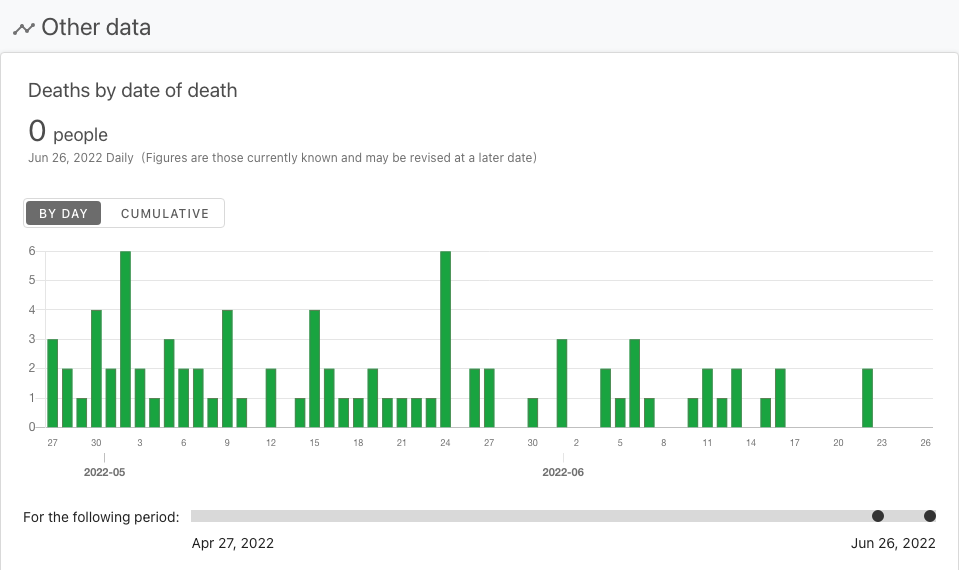 Other data
Deaths by date of death
0 people
Jun 26, 2022 Daily (Figures are those currently known and may be revised at a later date)
BY DAY CUMULATIVE
6
5
4
3
2
1
0
27 30 3 6 9 12 15 18 21 24 27 30 2 5 8 11 14 17 20 23 26
2022-05 2022-06
For the following period:
Apr 27, 2022 Jun 26, 2022